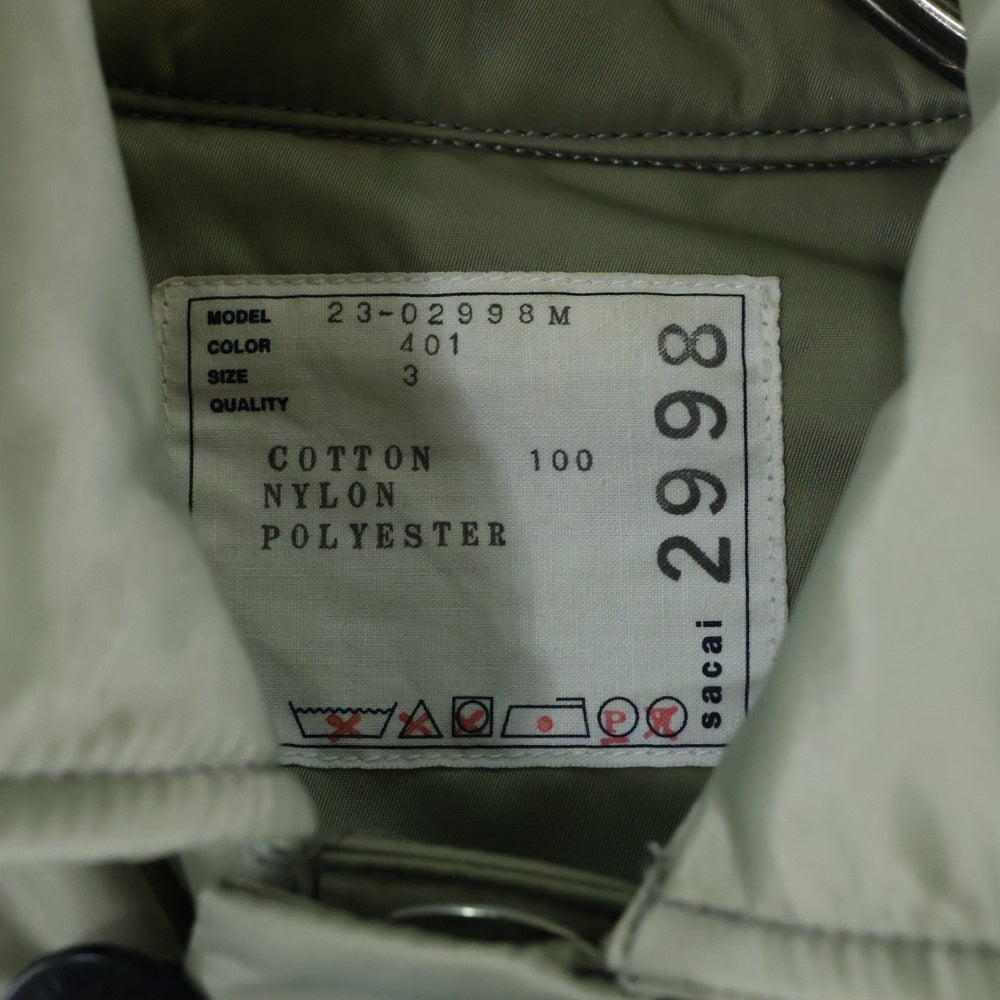 MODEL 23-02998M
COLOR 401
SIZE 3
QUALITY
COTTON 100
NYLON
POLYESTER
P
sacai 2998